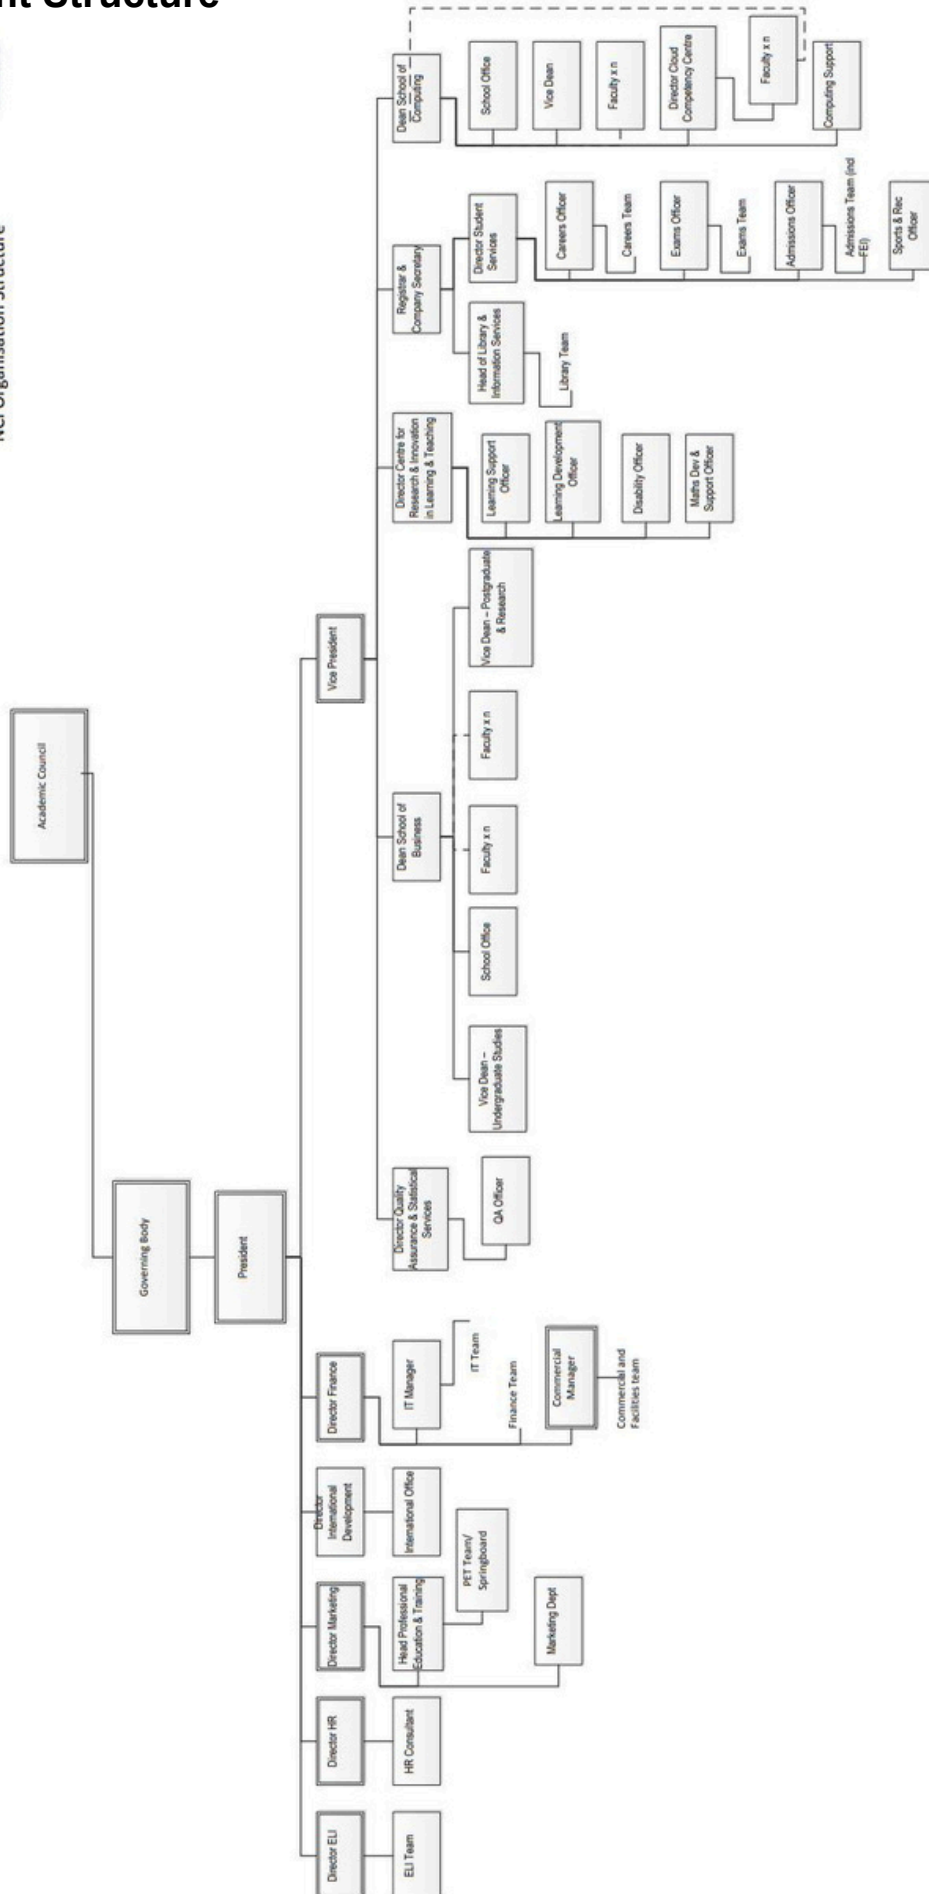 nt Structure
NCI Organisation Structure
Academic Council
Governing Body
President
Director ELI
ELI Team
Director HR
HR Consultant
Director Marketing
Head Professional
Education & Training
PET Team/
Springboard
Marketing Dept
Director
International
Development
International Office
Director Finance
IT Manager
IT Team
Finance Team
Commercial
Manager
Commercial and
Facilities team
Vice President
Director Quality
Assurance & Statistical
Services
QA Officer
Dean School of
Business
Vice Dean –
Undergraduate Studies
School Office
Faculty x n
Faculty x n
Vice Dean – Postgraduate
& Research
Director Centre for
Research & Innovation
in Learning & Teaching
Learning Support
Officer
Learning Development
Officer
Disability Officer
Maths Dev &
Support Officer
Registrar &
Company Secretary
Head of Library &
Information Services
Library Team
Director Student
Services
Careers Officer
Careers Team
Exams Officer
Exams Team
Admissions Officer
Admissions Team (incl
FEI)
Sports & Rec
Officer
Dean School of
Computing
School Office
Vice Dean
Faculty x n
Director Cloud
Competency Centre
Faculty x n
Computing Support